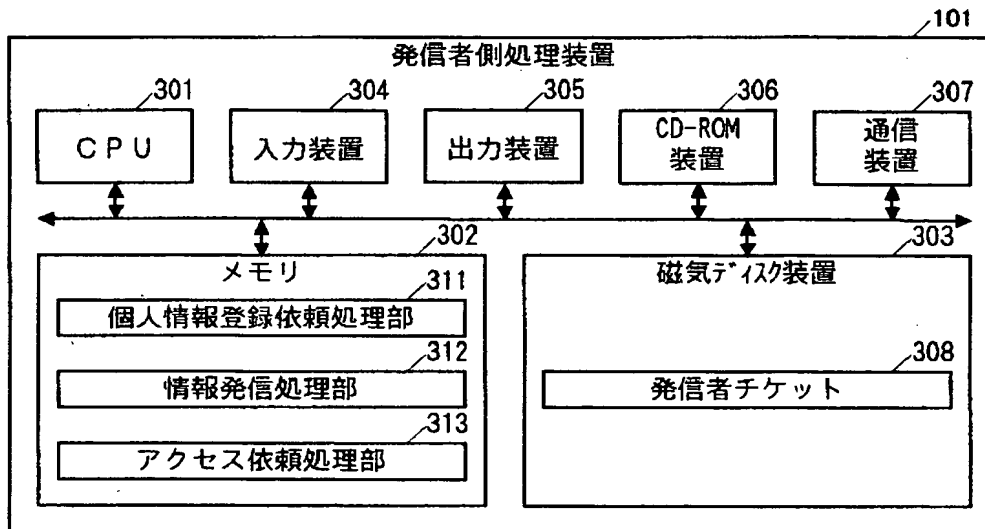 101
発信者側処理装置
301
304
305
306
307
CPU
入力装置
出力装置
CD-ROM
装置
通信
装置
302
303
メモリ
磁気ディスク装置
311
個人情報登録依頼処理部
312
情報発信処理部
308
発信者チケット
313
アクセス依頼処理部